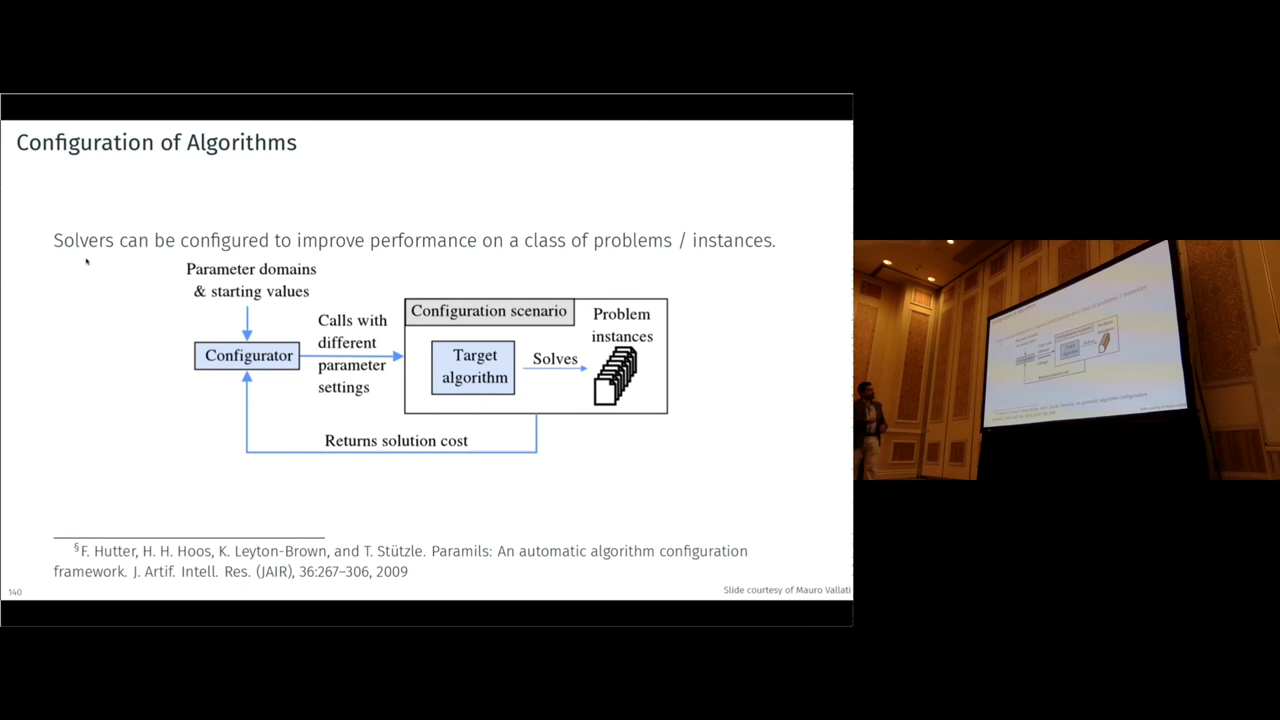 Configuration of Algorithms
Solvers can be configured to improve performance on a class of problems / instances.
Parameter domains
& starting values
Configurator
Calls with
different
parameter
settings
Configuration scenario
Target
algorithm
Solves
Problem
instances
Returns solution cost
§F. Hutter, H. H. Hoos, K. Leyton-Brown, and T. Stützle. Paramils: An automatic algorithm configuration
framework. J. Artif. Intell. Res. (JAIR), 36:267–306, 2009
140
Slide courtesy of Mauro Vallati